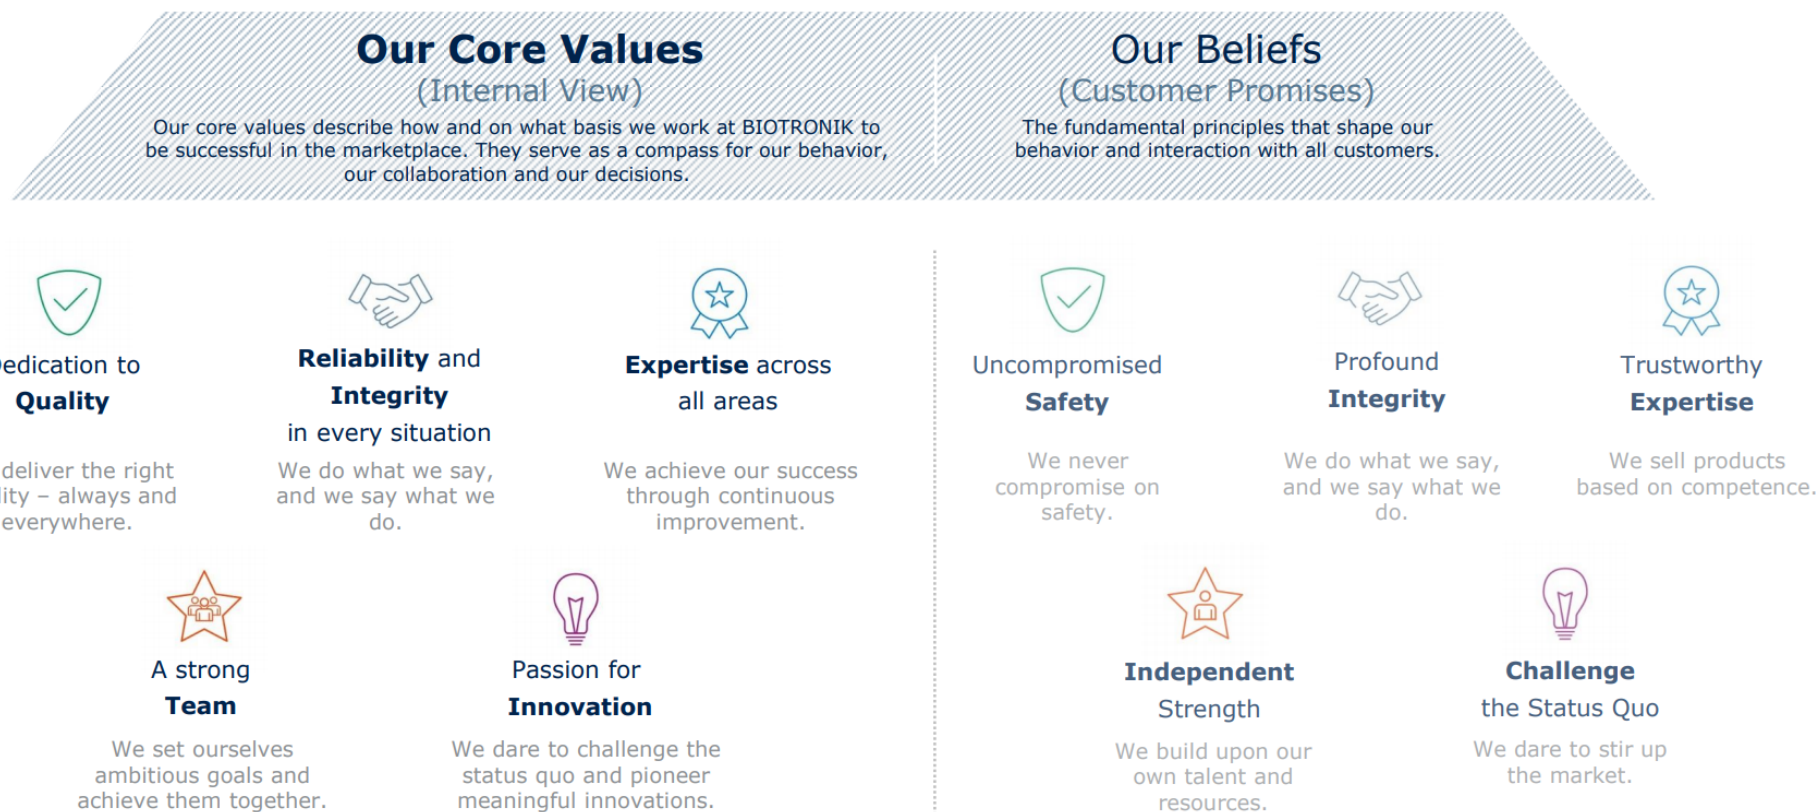 Our Core Values
(Internal View)
Our core values describe how and on what basis we work at BIOTRONIK to
be successful in the marketplace. They serve as a compass for our behavior,
our collaboration and our decisions.
Our Beliefs
(Customer Promises)
The fundamental principles that shape our
behavior and interaction with all customers.
edication to
Quality
deliver the right
lity – always and
everywhere.
Reliability and
Integrity
in every situation
We do what we say,
and we say what we
do.
Expertise across
all areas
We achieve our success
through continuous
improvement.
A strong
Team
We set ourselves
ambitious goals and
achieve them together.
Passion for
Innovation
We dare to challenge the
status quo and pioneer
meaningful innovations.
Uncompromised
Safety
We never
compromise on
safety.
Profound
Integrity
We do what we say,
and we say what we
do.
Trustworthy
Expertise
We sell products
based on competence.
Independent
Strength
We build upon our
own talent and
resources.
Challenge
the Status Quo
We dare to stir up
the market.